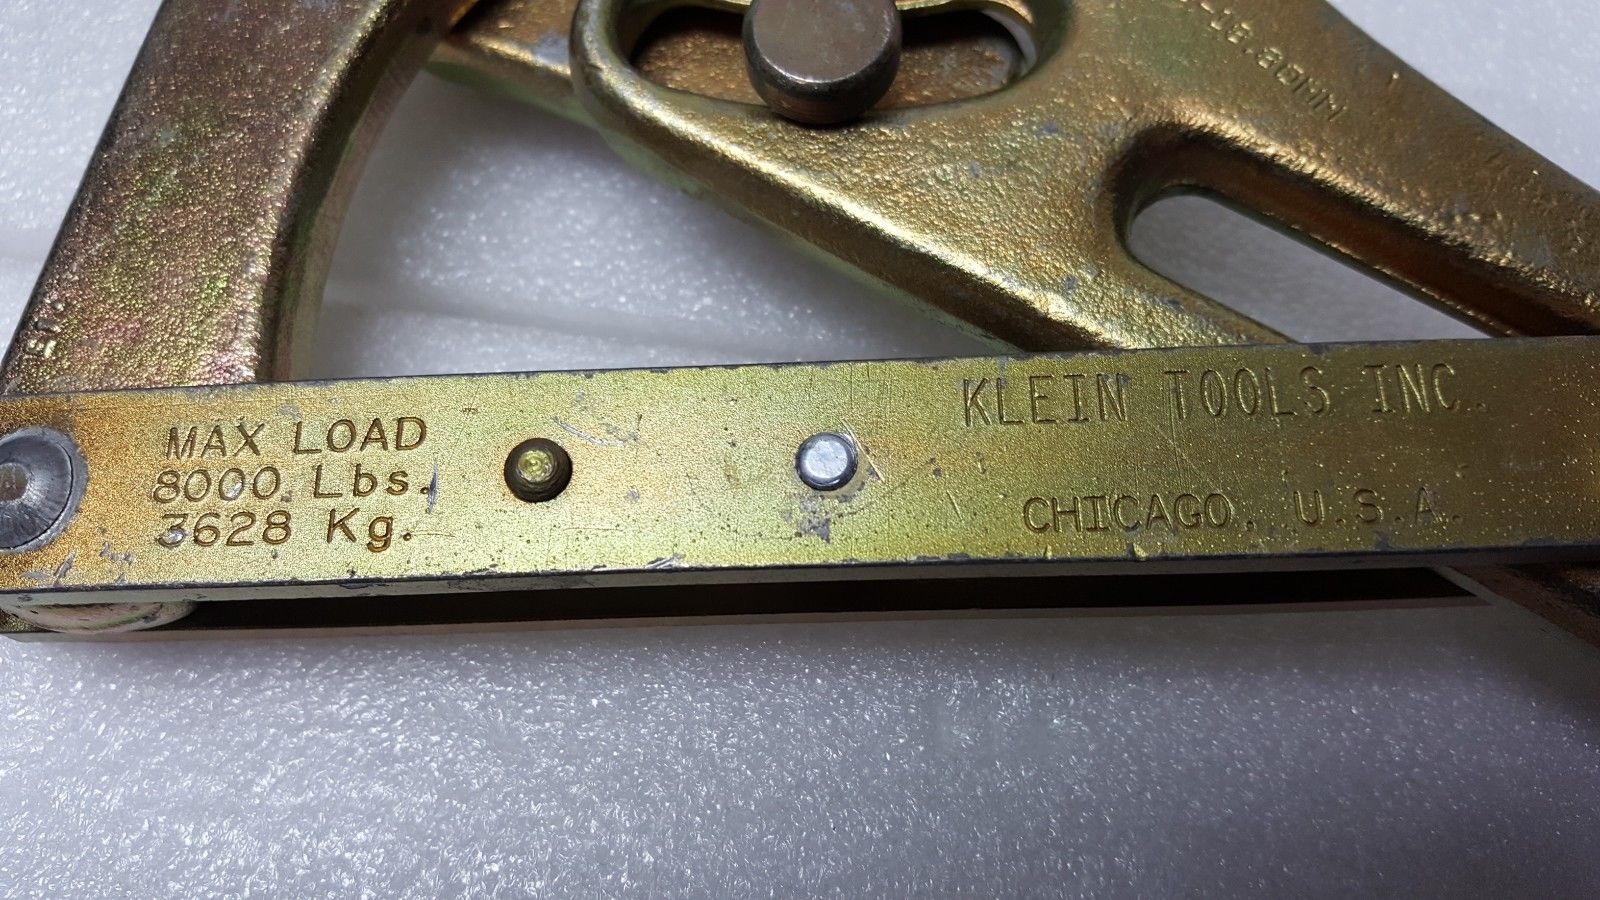 MAX LOAD
8000 Lbs.
3628 Kg.
KLEIN TOOLS INC.
CHICAGO, U.S.A.